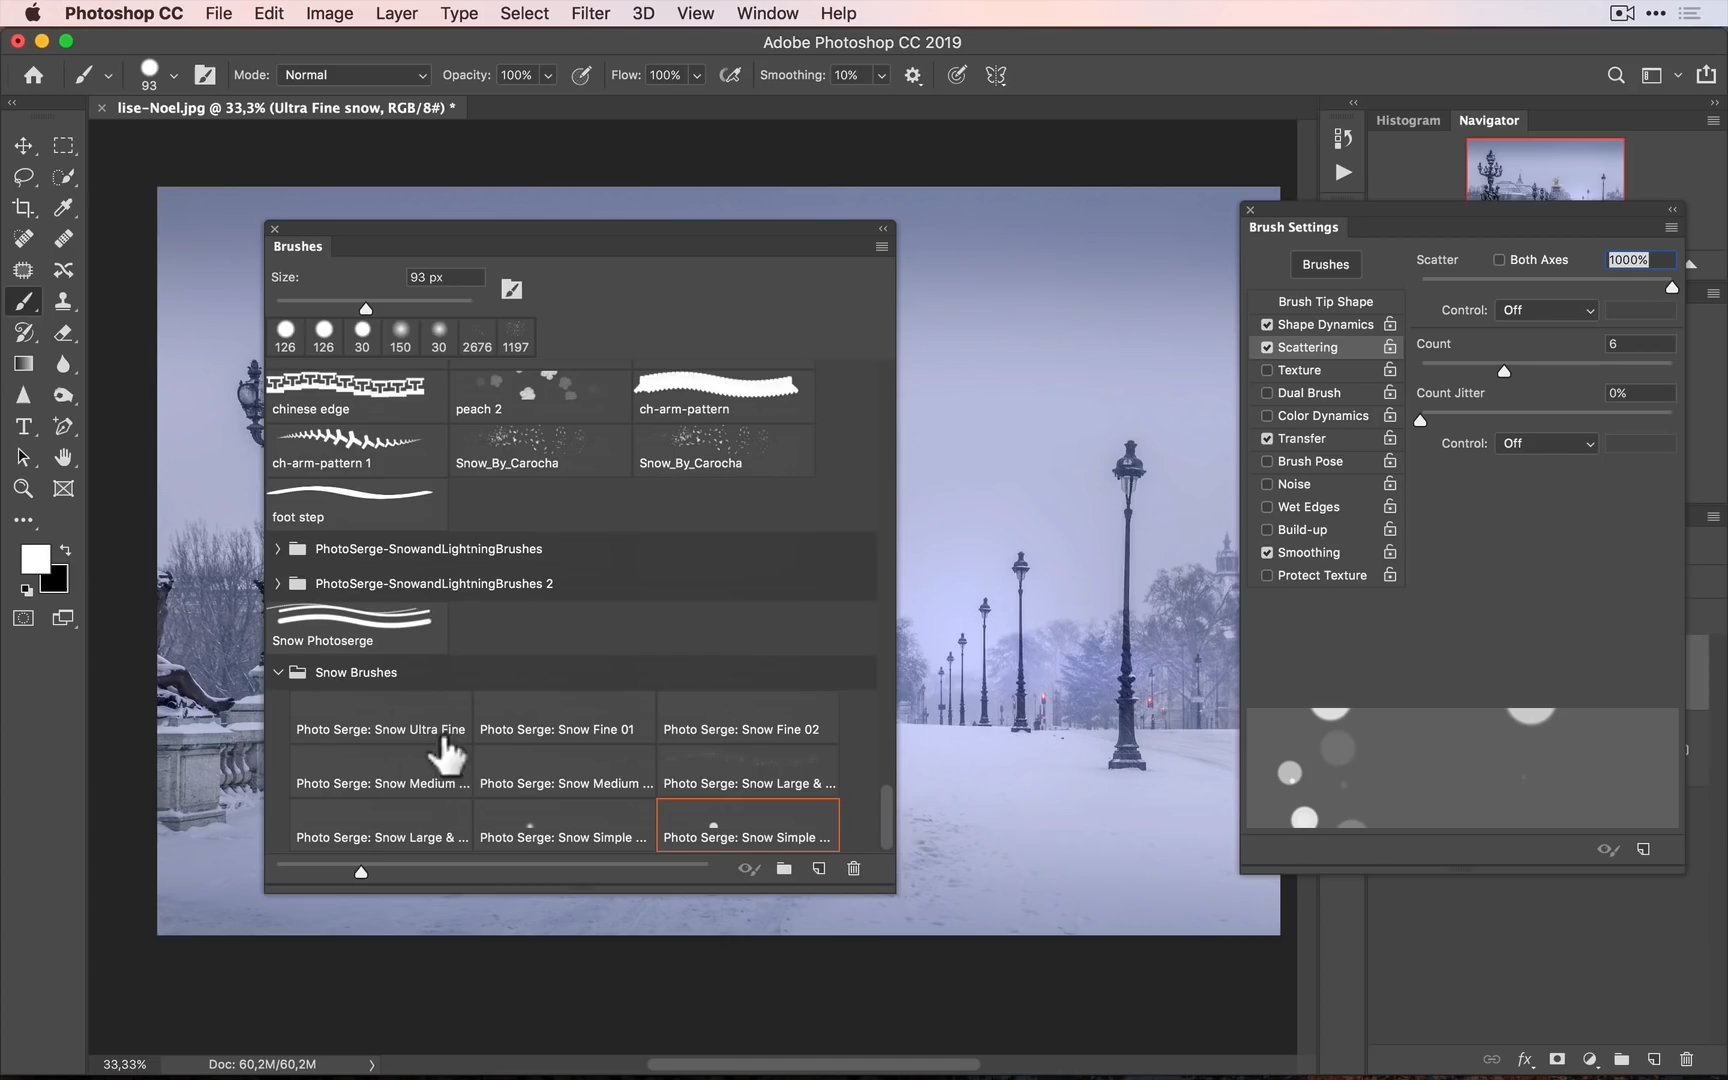 Photoshop CC File Edit Image Layer Type Select Filter 3D View Window Help
Adobe Photoshop CC 2019
93 Mode: Normal Opacity: 100% Flow: 100% Smoothing: 10%
lise-Noel.jpg @ 33,3% (Ultra Fine snow, RGB/8#) *
Histogram Navigator
Brushes
Size: 93 px
126 126 30 150 30 2676 1197
chinese edge peach 2 ch-arm-pattern
ch-arm-pattern 1 Snow_By_Carocha Snow_By_Carocha
foot step
PhotoSerge-SnowandLightningBrushes
PhotoSerge-SnowandLightningBrushes 2
Snow Photoserge
Snow Brushes
Photo Serge: Snow Ultra Fine Photo Serge: Snow Fine 01 Photo Serge: Snow Fine 02
Photo Serge: Snow Medium ... Photo Serge: Snow Medium ... Photo Serge: Snow Large & ...
Photo Serge: Snow Large & ... Photo Serge: Snow Simple ... Photo Serge: Snow Simple ...
Brush Settings
Brushes
Brush Tip Shape
Shape Dynamics
Scattering
Texture
Dual Brush
Color Dynamics
Transfer
Brush Pose
Noise
Wet Edges
Build-up
Smoothing
Protect Texture
Scatter Both Axes 1000%
Control: Off
Count 6
Count Jitter 0%
Control: Off
33,33% Doc: 60,2M/60,2M
fx